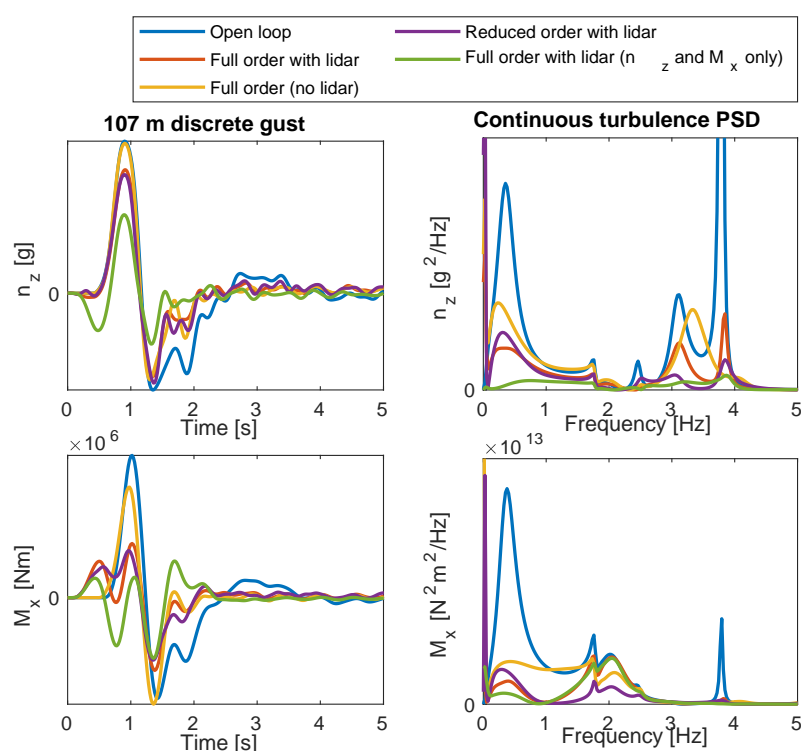 Open loop
Full order with lidar
Full order (no lidar)
Reduced order with lidar
Full order with lidar (n z and M x only)
107 m discrete gust
n z [g]
0
0 1 2 3 4 5
Time [s]
Continuous turbulence PSD
n z [g 2 /Hz]
0
0 1 2 3 4 5
Frequency [Hz]
×10 6
M x [Nm]
0
0 1 2 3 4 5
Time [s]
×10 13
M x [N 2 m 2 /Hz]
0
0 1 2 3 4 5
Frequency [Hz]